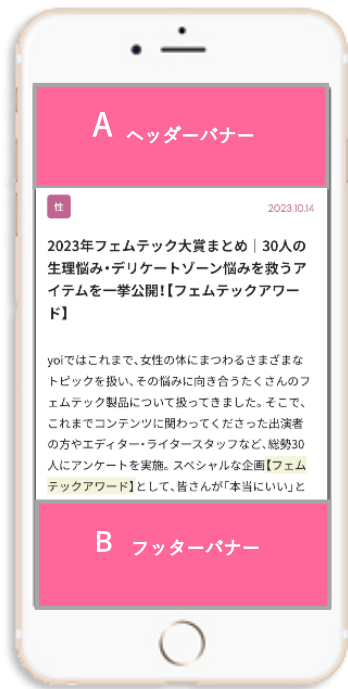 A ヘッダーバナー
性
2023.10.14
2023年フェムテック大賞まとめ｜30人の
生理悩み・デリケートゾーン悩みを救うア
イテムを一挙公開！【フェムテックアワー
ド】
yoiではこれまで、女性の体にまつわるさまざまな
トピックを扱い、その悩みに向き合うたくさんのフ
ェムテック製品について扱ってきました。そこで、
これまでコンテンツに関わってくださった出演者
の方やエディター・ライタースタッフなど、総勢30
人にアンケートを実施。スペシャルな企画【フェム
テックアワード】として、皆さんが「本当にいい」と
B フッターバナー